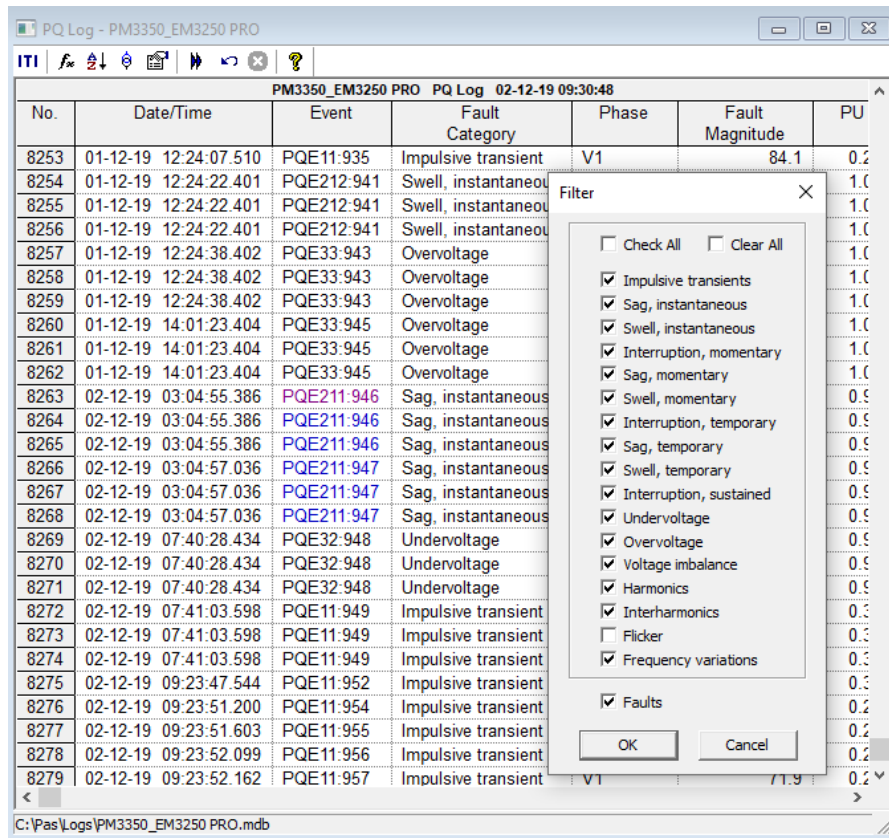 PQ Log - PM3350_EM3250 PRO
ITI
PM3350_EM3250 PRO PQ Log 02-12-19 09:30:48
No. Date/Time Event Fault Category Phase Fault Magnitude PU
8253 01-12-19 12:24:07.510 PQE11:935 Impulsive transient V1 84.1
8254 01-12-19 12:24:22.401 PQE212:941
8255 01-12-19 12:24:22.401 PQE212:941
8256 01-12-19 12:24:22.401 PQE212:941
8257 01-12-19 12:24:38.402 PQE33:943 Overvoltage
8258 01-12-19 12:24:38.402 PQE33:943 Overvoltage
8259 01-12-19 12:24:38.402 PQE33:943 Overvoltage
8260 01-12-19 14:01:23.404 PQE33:945 Overvoltage
8261 01-12-19 14:01:23.404 PQE33:945 Overvoltage
8262 01-12-19 14:01:23.404 PQE33:945 Overvoltage
8263 02-12-19 03:04:55.386 PQE211:946 Sag, instantaneous
8264 02-12-19 03:04:55.386 PQE211:946 Sag, instantaneous
8265 02-12-19 03:04:55.386 PQE211:946 Sag, instantaneous
8266 02-12-19 03:04:57.036 PQE211:947 Sag, instantaneous
8267 02-12-19 03:04:57.036 PQE211:947 Sag, instantaneous
8268 02-12-19 03:04:57.036 PQE211:947 Sag, instantaneous
8269 02-12-19 07:40:28.434 PQE32:948 Undervoltage
8270 02-12-19 07:40:28.434 PQE32:948 Undervoltage
8271 02-12-19 07:40:28.434 PQE32:948 Undervoltage
8272 02-12-19 07:41:03.598 PQE11:949 Impulsive transient
8273 02-12-19 07:41:03.598 PQE11:949 Impulsive transient
8274 02-12-19 07:41:03.598 PQE11:949 Impulsive transient
8275 02-12-19 09:23:47.544 PQE11:952 Impulsive transient
8276 02-12-19 09:23:51.200 PQE11:954 Impulsive transient
8277 02-12-19 09:23:51.603 PQE11:955 Impulsive transient
8278 02-12-19 09:23:52.099 PQE11:956 Impulsive transient
8279 02-12-19 09:23:52.162 PQE11:957 Impulsive transient V1 71.9
Filter
Check All Clear All
Impulsive transients
Sag, instantaneous
Swell, instantaneous
Interruption, momentary
Sag, momentary
Swell, momentary
Interruption, temporary
Sag, temporary
Swell, temporary
Interruption, sustained
Undervoltage
Overvoltage
Voltage imbalance
Harmonics
Interharmonics
Flicker
Frequency variations
Faults
OK Cancel
C:\Pas\Logs\PM3350_EM3250 PRO.mdb